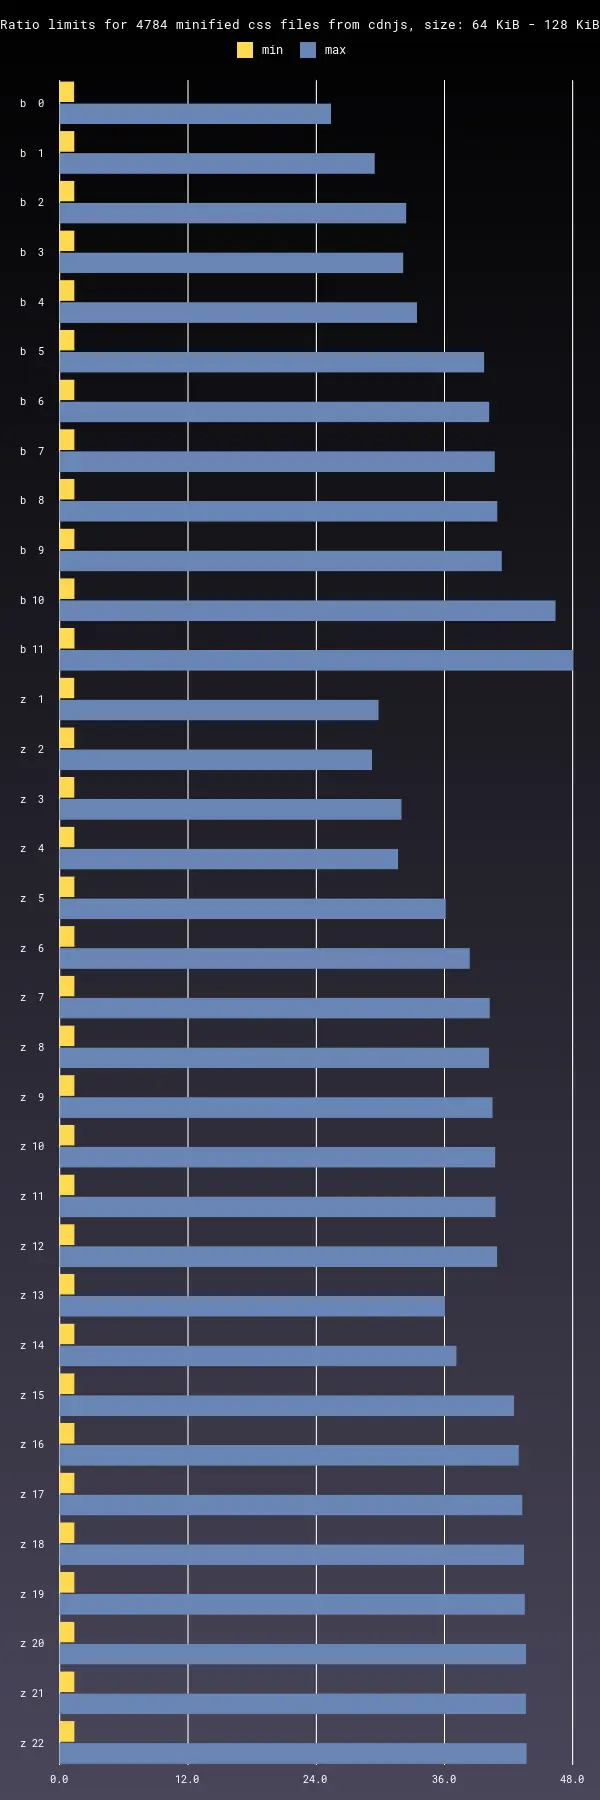 Ratio limits for 4784 minified css files from cdnjs, size: 64 KiB - 128 KiB
min max
b 0
b 1
b 2
b 3
b 4
b 5
b 6
b 7
b 8
b 9
b 10
b 11
z 1
z 2
z 3
z 4
z 5
z 6
z 7
z 8
z 9
z 10
z 11
z 12
z 13
z 14
z 15
z 16
z 17
z 18
z 19
z 20
z 21
z 22
0.0 12.0 24.0 36.0 48.0